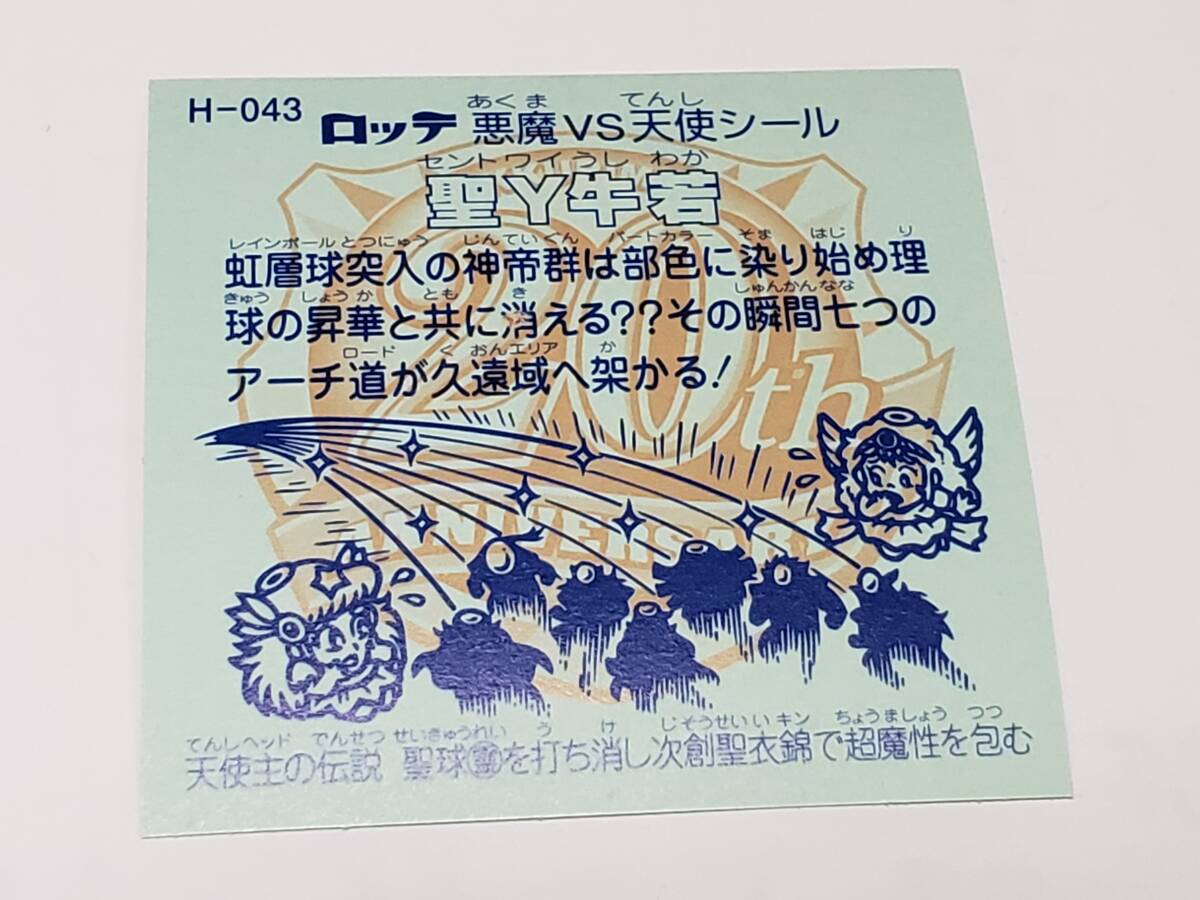 H-043 ロッテ 悪魔VS天使シール
あくま てんし
セントワイうしわか
聖Y牛若
レインボール とつにゅう じんていぐん パートカラー そま はじ り
虹層球突入の神帝群は部色に染り始め理
きゅう しょうか とも き しゅんかんなな
球の昇華と共に消える??その瞬間七つの
ロード く おんエリア か
アーチ道が久遠域へ架かる!
20th
ANNIVERSARY
てんしヘッド でんせつ せいきゅうれい う け じそうせいいキン ちょうましょう つつ
天使主の伝説 聖球霊を打ち消し次創聖衣錦で超魔性を包む